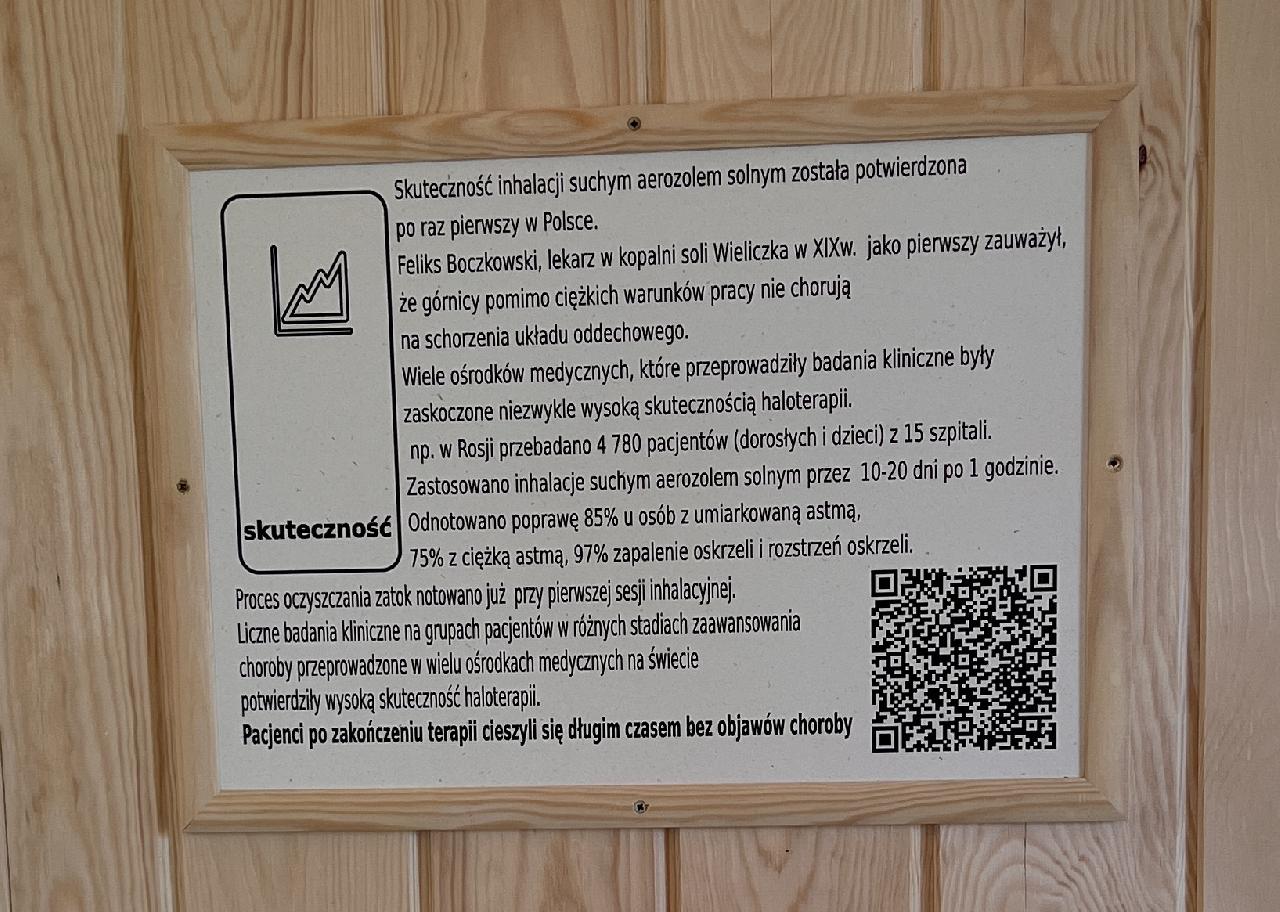 Skuteczność inhalacji suchym aerozolem solnym została potwierdzona
po raz pierwszy w Polsce.
Feliks Boczkowski, lekarz w kopalni soli Wieliczka w XIXw. jako pierwszy zauważył,
że górnicy pomimo ciężkich warunków pracy nie chorują
na schorzenia układu oddechowego.
Wiele ośrodków medycznych, które przeprowadziły badania kliniczne były
zaskoczone niezwykle wysoką skutecznością haloterapii.
np. w Rosji przebadano 4 780 pacjentów (dorosłych i dzieci) z 15 szpitali.
Zastosowano inhalacje suchym aerozolem solnym przez 10-20 dni po 1 godzinie.
Odnotowano poprawę 85% u osób z umiarkowaną astmą,
75% z ciężką astmą, 97% zapalenie oskrzeli i rozstrzeń oskrzeli.
skuteczność
Proces oczyszczania zatok notowano już przy pierwszej sesji inhalacyjnej.
Liczne badania kliniczne na grupach pacjentów w różnych stadiach zaawansowania
choroby przeprowadzone w wielu ośrodkach medycznych na świecie
potwierdziły wysoką skuteczność haloterapii.
Pacjenci po zakończeniu terapii cieszyli się długim czasem bez objawów choroby